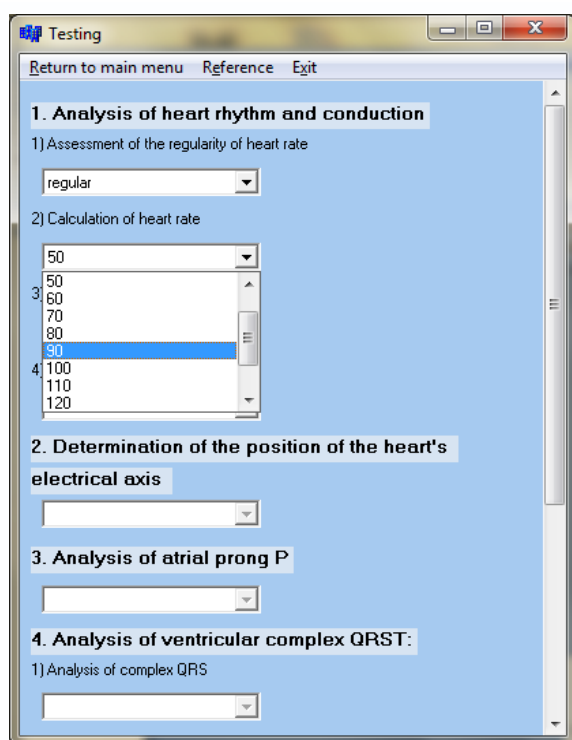 Testing
Return to main menu Reference Exit
1. Analysis of heart rhythm and conduction
1) Assessment of the regularity of heart rate
regular
2) Calculation of heart rate
50
50
3)
60
70
80
90
4)
100
110
120
2. Determination of the position of the heart's
electrical axis
3. Analysis of atrial prong P
4. Analysis of ventricular complex QRST:
1) Analysis of complex QRS